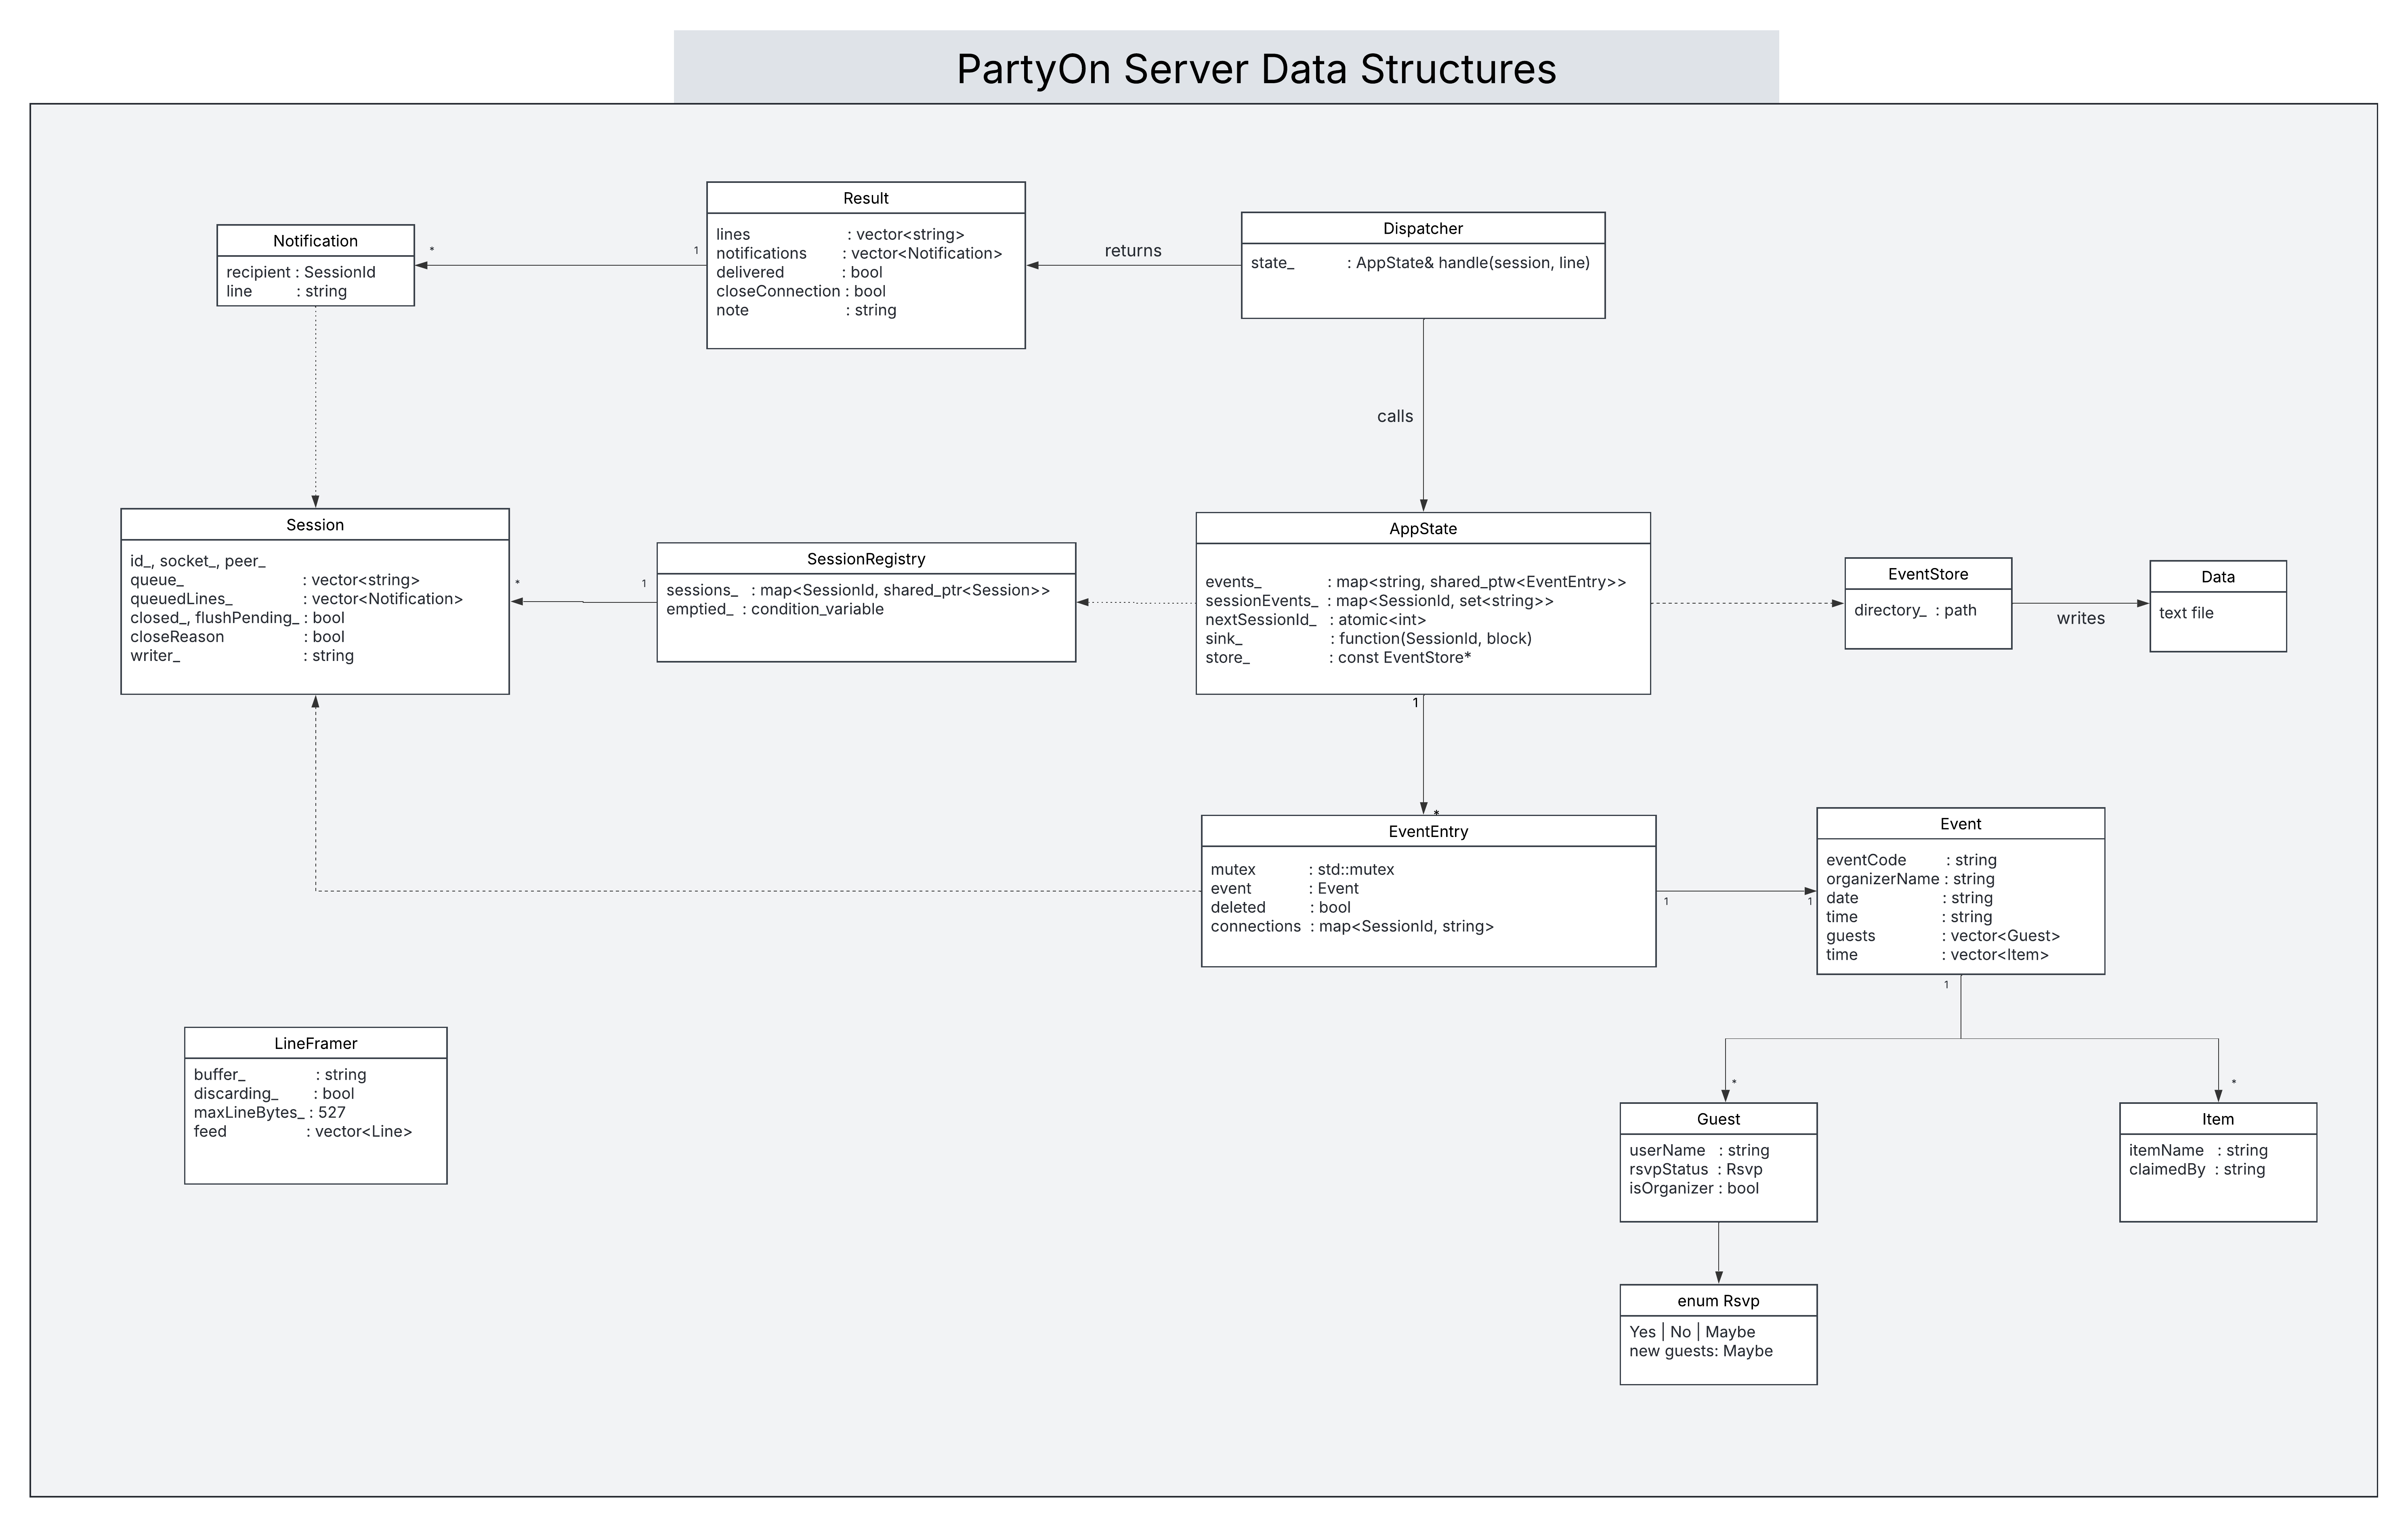 PartyOn Server Data Structures
Notification
recipient : SessionId
line : string
*
1
Result
lines : vector<string>
notifications : vector<Notification>
delivered : bool
closeConnection : bool
note : string
returns
Dispatcher
state_ : AppState& handle(session, line)
calls
Session
id_, socket_, peer_
queue_ : vector<string>
queuedLines_ : vector<Notification>
closed_, flushPending_ : bool
closeReason : bool
writer_ : string
*
1
SessionRegistry
sessions_ : map<SessionId, shared_ptr<Session>>
emptied_ : condition_variable
AppState
events_ : map<string, shared_ptw<EventEntry>>
sessionEvents_ : map<SessionId, set<string>>
nextSessionId_ : atomic<int>
sink_ : function(SessionId, block)
store_ : const EventStore*
EventStore
directory_ : path
writes
Data
text file
1
*
EventEntry
mutex : std::mutex
event : Event
deleted : bool
connections : map<SessionId, string>
1
1
Event
eventCode : string
organizerName : string
date : string
time : string
guests : vector<Guest>
time : vector<Item>
1
*
*
LineFramer
buffer_ : string
discarding_ : bool
maxLineBytes_ : 527
feed : vector<Line>
Guest
userName : string
rsvpStatus : Rsvp
isOrganizer : bool
Item
itemName : string
claimedBy : string
enum Rsvp
Yes | No | Maybe
new guests: Maybe